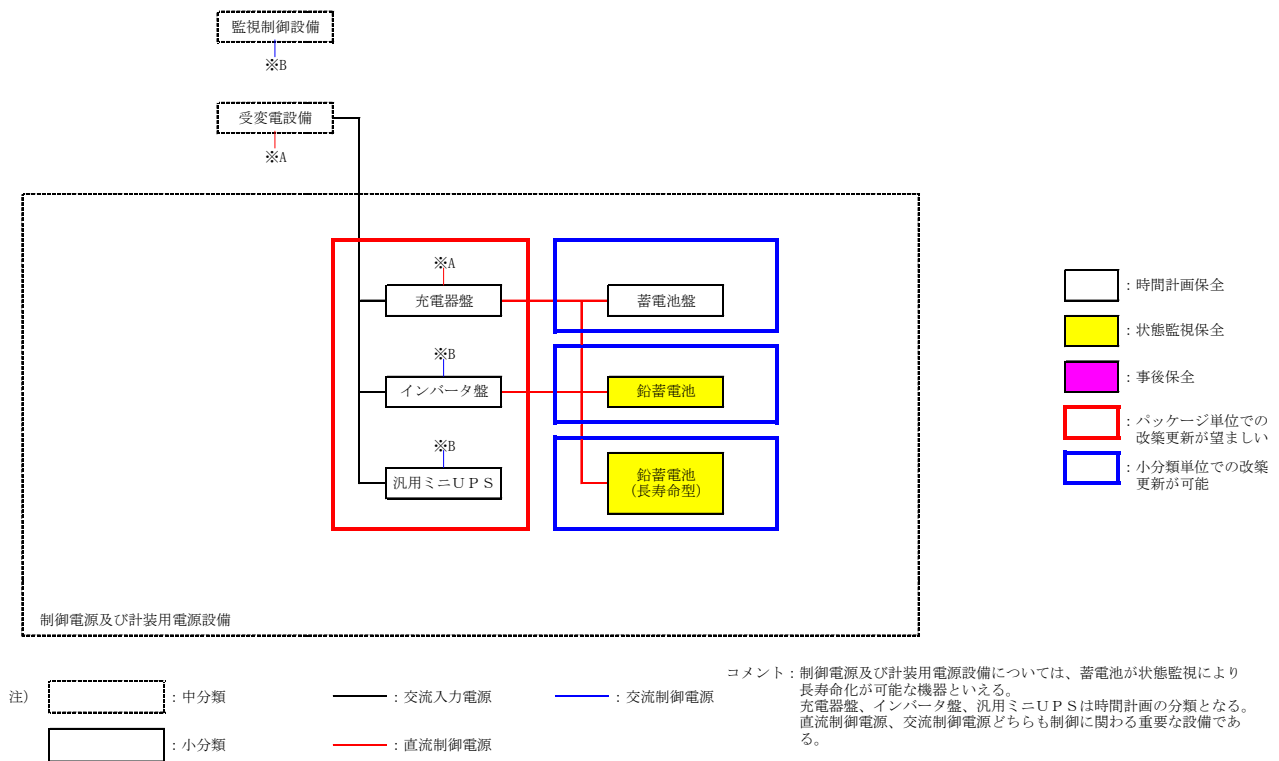 監視制御設備
※B
受変電設備
※A
※A
充電器盤
蓄電池盤
※B
インバータ盤
鉛蓄電池
※B
汎用ミニUPS
鉛蓄電池
(長寿命型)
制御電源及び計装用電源設備
:時間計画保全
:状態監視保全
:事後保全
:パッケージ単位での
改築更新が望ましい
:小分類単位での改築
更新が可能
注)
:中分類
:小分類
:交流入力電源
:直流制御電源
:交流制御電源
コメント:制御電源及び計装用電源設備については、蓄電池が状態監視により
長寿命化が可能な機器といえる。
充電器盤、インバータ盤、汎用ミニUPSは時間計画の分類となる。
直流制御電源、交流制御電源どちらも制御に関わる重要な設備であ
る。